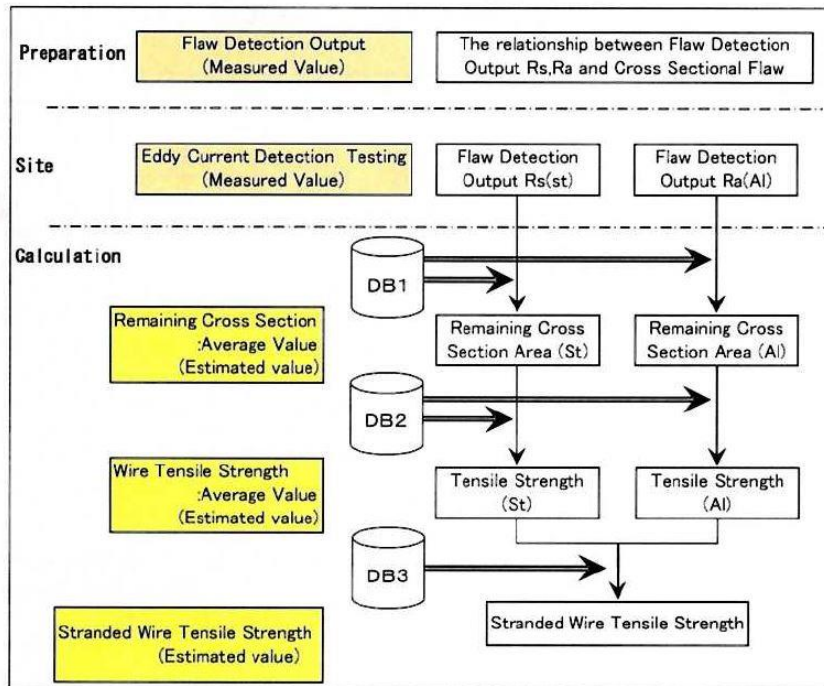 Preparation
Flaw Detection Output
(Measured Value)
The relationship between Flaw Detection
Output Rs,Ra and Cross Sectional Flaw
Site
Eddy Current Detection Testing
(Measured Value)
Flaw Detection
Output Rs(st)
Flaw Detection
Output Ra(Al)
Calculation
DB1
Remaining Cross Section
:Average Value
(Estimated value)
Remaining Cross
Section Area (St)
Remaining Cross
Section Area (Al)
DB2
Wire Tensile Strength
:Average Value
(Estimated value)
Tensile Strength
(St)
Tensile Strength
(Al)
DB3
Stranded Wire Tensile Strength
Stranded Wire Tensile Strength
(Estimated value)